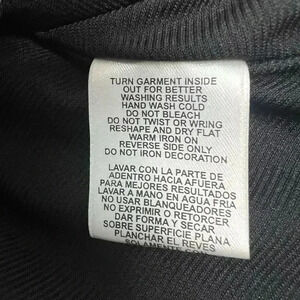 TURN GARMENT INSIDE
OUT FOR BETTER
WASHING RESULTS
HAND WASH COLD
DO NOT BLEACH
DO NOT TWIST OR WRING
RESHAPE AND DRY FLAT
WARM IRON ON
REVERSE SIDE ONLY
DO NOT IRON DECORATION
LAVAR CON LA PARTE DE
ADENTRO HACIA AFUERA
PARA MEJORES RESULTADOS
LAVAR A MANO EN AGUA FRIA
NO USAR BLANQUEADORES
NO EXPRIMIR O RETORCER
DAR FORMA Y SECAR
SOBRE SUPERFICIE PLANA
PLANCHAR EL REVES